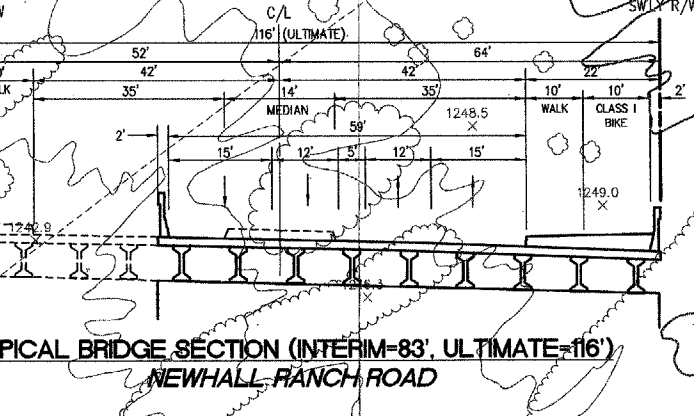 C/L
SWLY R/W
116' (ULTIMATE)
52' 64'
42' 42' 22'
35' 14' 35' 10' 10' 2'
MEDIAN
WALK
CLASS I
BIKE
1248.5
2' 59'
15' 12' 5' 12' 15'
1249.0
1242.9
PICAL BRIDGE SECTION (INTERIM=83', ULTIMATE=116')
NEWHALL RANCH ROAD